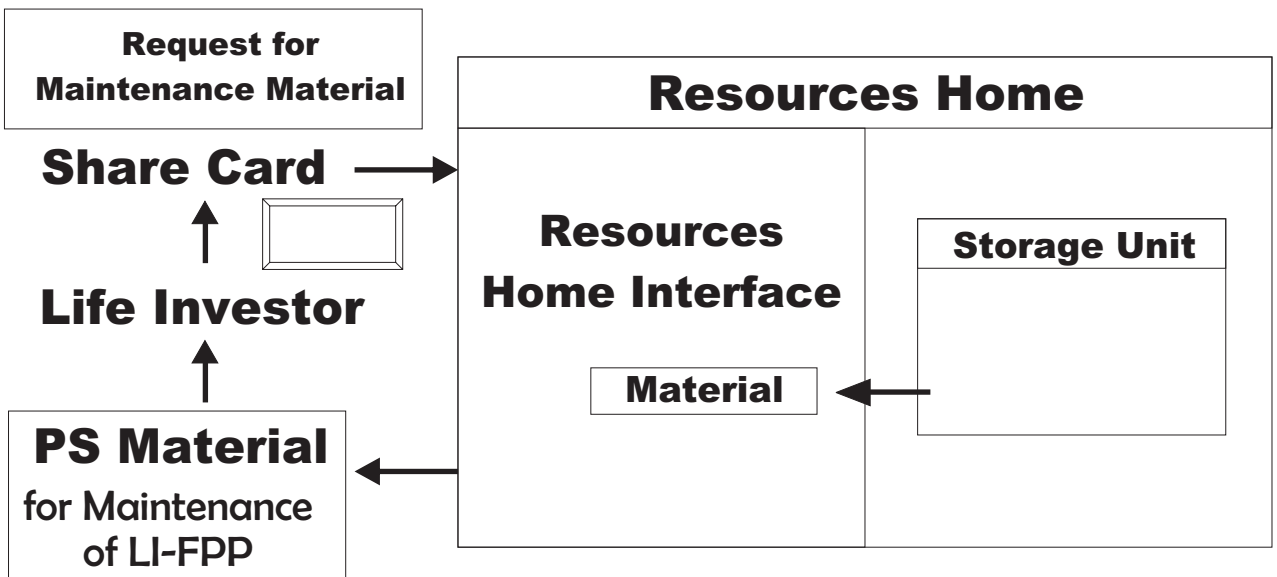 Request for
Maintenance Material
Resources Home
Share Card
Resources
Home Interface
Storage Unit
Life Investor
Material
PS Material
for Maintenance
of LI-FPP